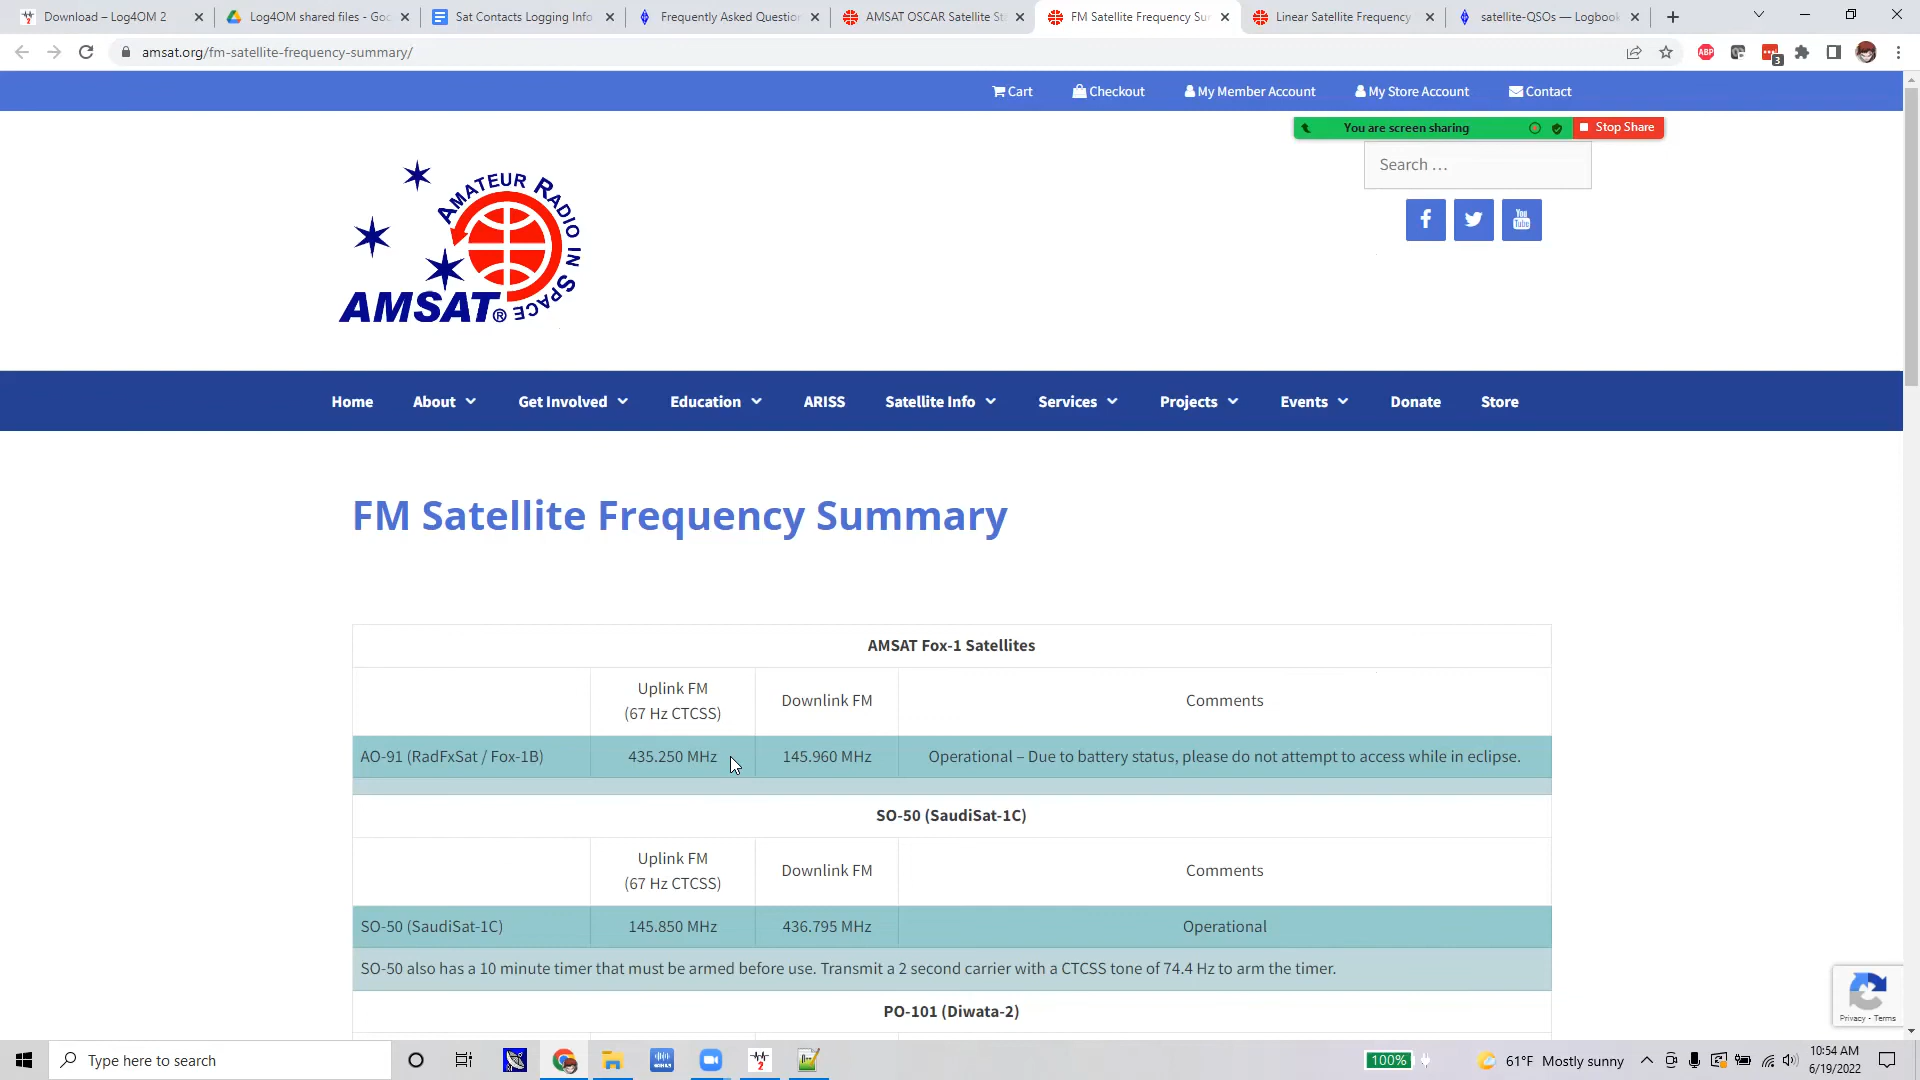 Download – Log4OM 2
Log4OM shared files - Goo
Sat Contacts Logging Info
Frequently Asked Question
AMSAT OSCAR Satellite St
FM Satellite Frequency Sum
Linear Satellite Frequency
satellite-QSOs — Logbook
amsat.org/fm-satellite-frequency-summary/
ABP
3
Cart
Checkout
My Member Account
My Store Account
Contact
You are screen sharing
Stop Share
Search …
AMATEUR RADIO IN SPACE
AMSAT®
You Tube
Home
About
Get Involved
Education
ARISS
Satellite Info
Services
Projects
Events
Donate
Store
FM Satellite Frequency Summary
AMSAT Fox-1 Satellites
Uplink FM
(67 Hz CTCSS)
Downlink FM
Comments
AO-91 (RadFxSat / Fox-1B)
435.250 MHz
145.960 MHz
Operational – Due to battery status, please do not attempt to access while in eclipse.
SO-50 (SaudiSat-1C)
Uplink FM
(67 Hz CTCSS)
Downlink FM
Comments
SO-50 (SaudiSat-1C)
145.850 MHz
436.795 MHz
Operational
SO-50 also has a 10 minute timer that must be armed before use. Transmit a 2 second carrier with a CTCSS tone of 74.4 Hz to arm the timer.
PO-101 (Diwata-2)
Privacy - Terms
Type here to search
2
100%
61°F Mostly sunny
10:54 AM
6/19/2022